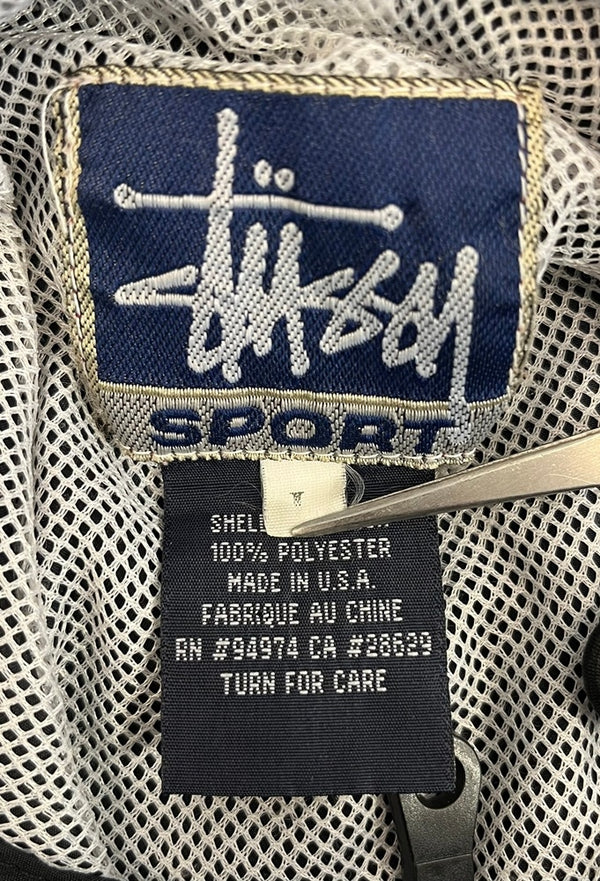 Stüssy
SPORT
SHELL
100% POLYESTER
MADE IN U.S.A.
FABRIQUE AU CHINE
RN #94974 CA #28629
TURN FOR CARE